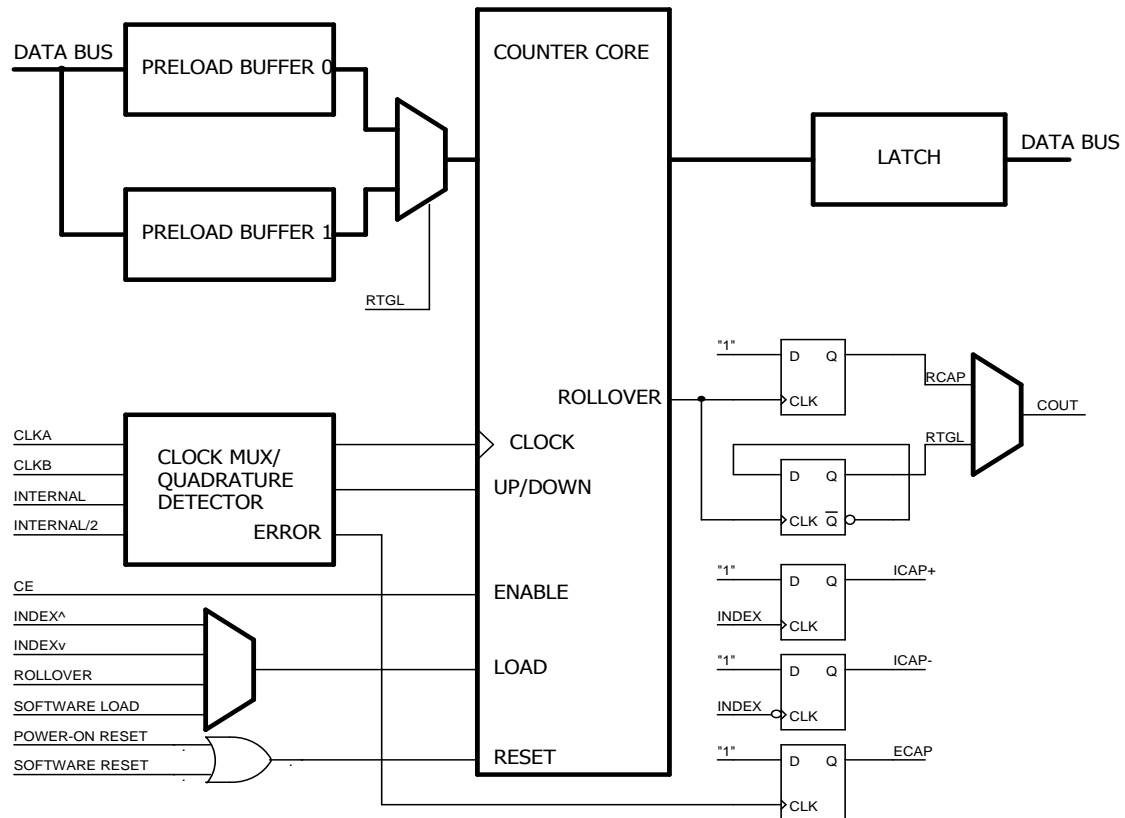 COUNTER CORE
DATA BUS
PRELOAD BUFFER 0
PRELOAD BUFFER 1
RTGL
LATCH
DATA BUS
"1"
D Q
CLK
RCAP
ROLLOVER
COUT
RTGL
D Q
CLK Q
CLKA
CLKB
INTERNAL
INTERNAL/2
CLOCK MUX/
QUADRATURE
DETECTOR
ERROR
CLOCK
UP/DOWN
CE
ENABLE
INDEX^
INDEXv
ROLLOVER
SOFTWARE LOAD
LOAD
POWER-ON RESET
SOFTWARE RESET
RESET
"1"
D Q
ICAP+
INDEX
CLK
"1"
D Q
ICAP-
INDEX
CLK
"1"
D Q
ECAP
CLK